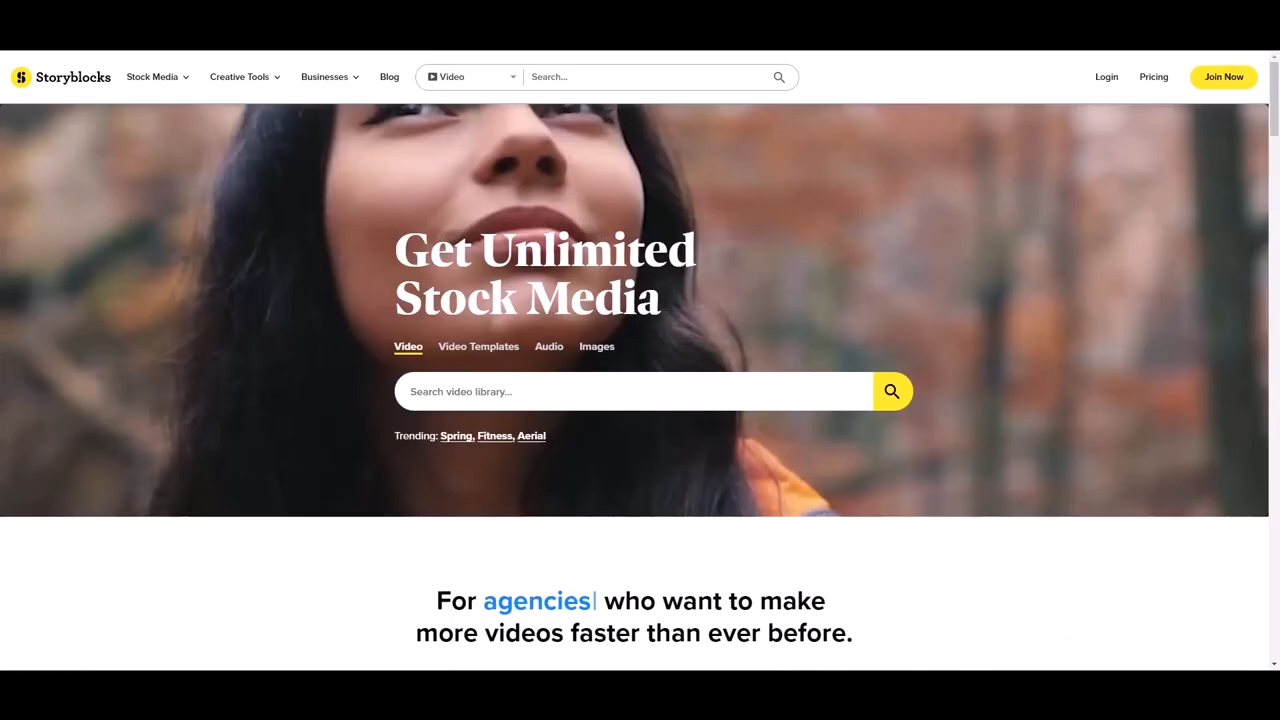 Storyblocks
Stock Media
Creative Tools
Businesses
Blog
Video
Search...
Login
Pricing
Join Now
Get Unlimited
Stock Media
Video
Video Templates
Audio
Images
Search video library...
Trending: Spring, Fitness, Aerial
For agencies| who want to make
more videos faster than ever before.